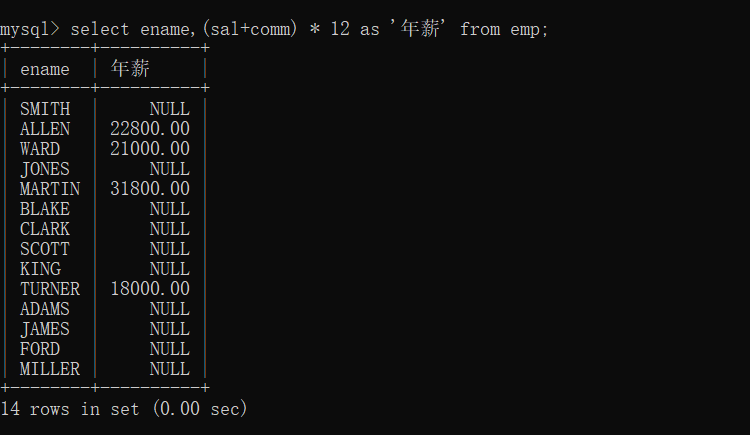 mysql> select ename,(sal+comm) * 12 as '年薪' from emp;
+--------+----------+
| ename  | 年薪     |
+--------+----------+
| SMITH  |     NULL |
| ALLEN  | 22800.00 |
| WARD   | 21000.00 |
| JONES  |     NULL |
| MARTIN | 31800.00 |
| BLAKE  |     NULL |
| CLARK  |     NULL |
| SCOTT  |     NULL |
| KING   |     NULL |
| TURNER | 18000.00 |
| ADAMS  |     NULL |
| JAMES  |     NULL |
| FORD   |     NULL |
| MILLER |     NULL |
+--------+----------+
14 rows in set (0.00 sec)